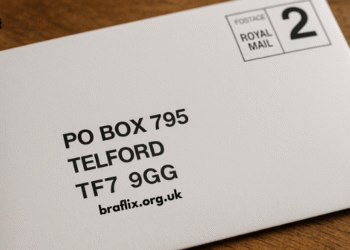 POSTAGE
ROYAL
MAIL
2
PO BOX 795
TELFORD
TF7 9GG
braflix.org.uk